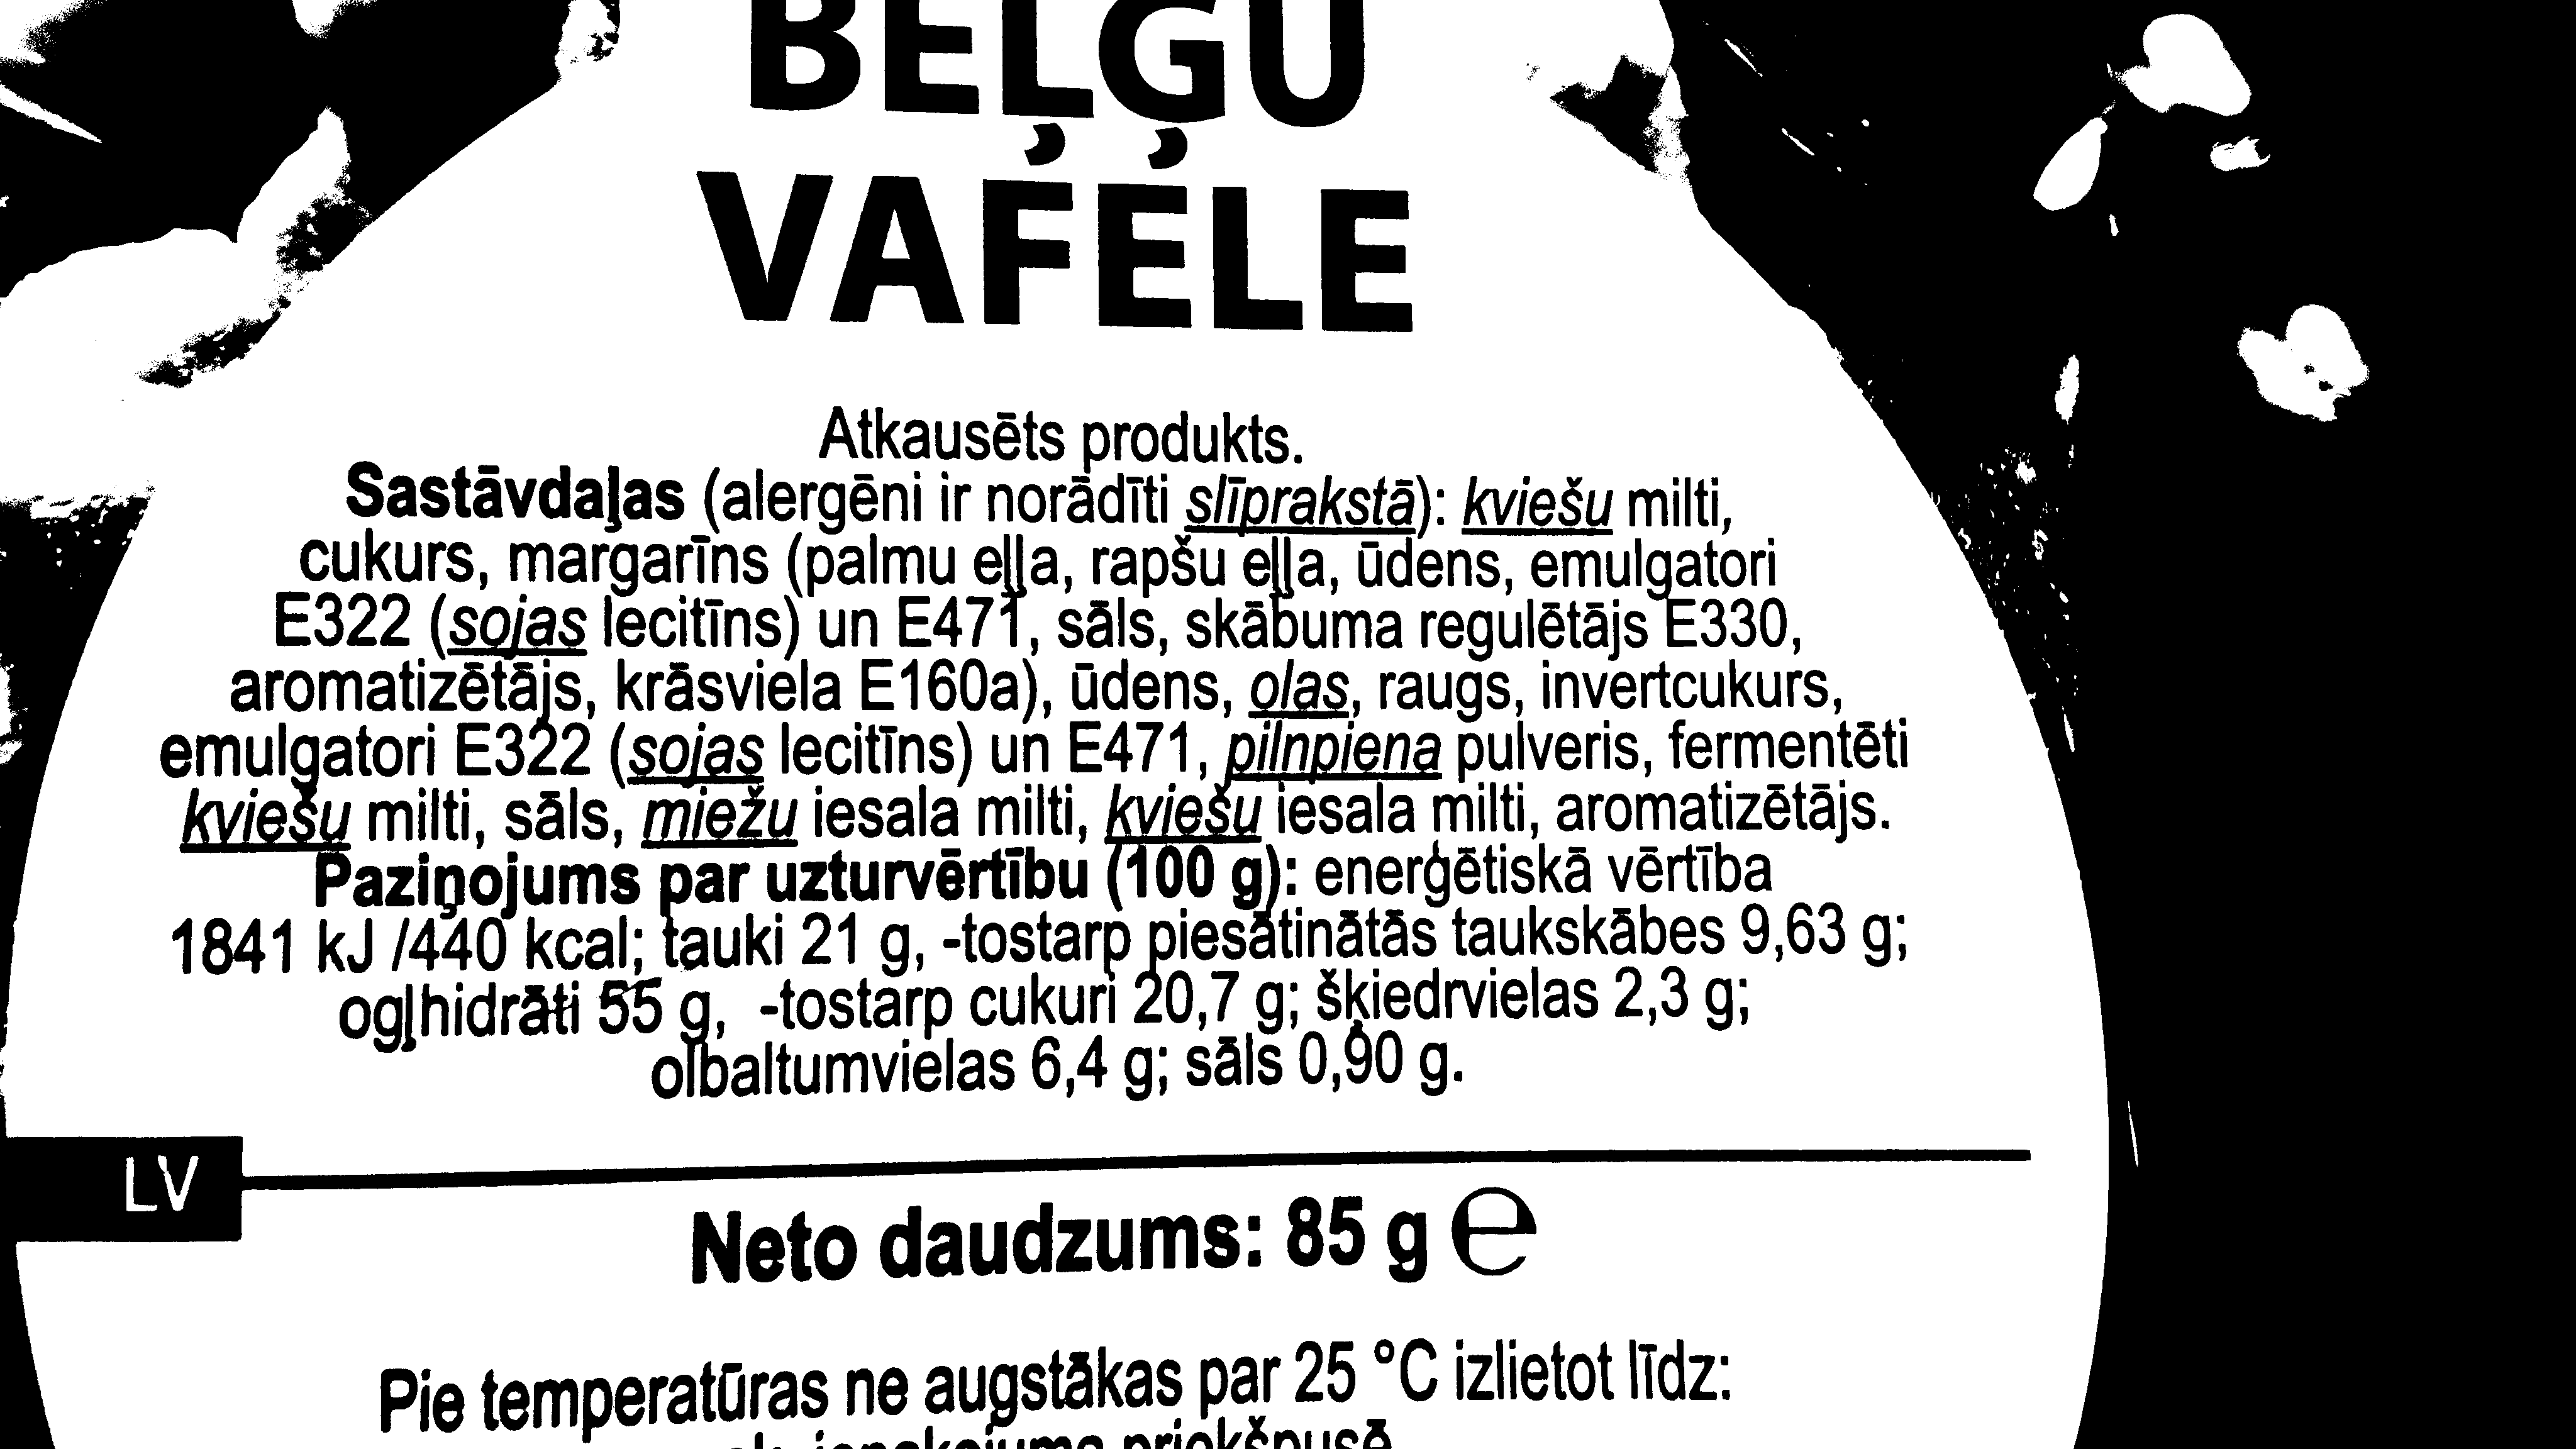 BEĻĢU
VAFELE
Atkausēts produkts.
Sastāvdaļas (alergēni ir norādīti slīprakstā): kviešu milti,
cukurs, margarīns (palmu eļļa, rapšu eļļa, ūdens, emulgatori
E322 (sojas lecitīns) un E471, sāls, skābuma regulētājs E330,
aromatizētājs, krāsviela E160a), ūdens, olas, raugs, invertcukurs,
emulgatori E322 (sojas lecitīns) un E471, pilnpiena pulveris, fermentēti
kviešu milti, sāls, miežu iesala milti, kviešu iesala milti, aromatizētājs.
Paziņojums par uzturvērtību (100 g): enerģētiskā vērtība
1841 kJ /440 kcal; tauki 21 g, -tostarp piesātinātās taukskābes 9,63 g;
ogļhidrāti 55 g, -tostarp cukuri 20,7 g; šķiedrvielas 2,3 g;
olbaltumvielas 6,4 g; sāls 0,90 g.
LV
Neto daudzums: 85 g ℮
Pie temperatūras ne augstākas par 25 °C izlietot līdz:
sk. iepakojuma priekšpusē